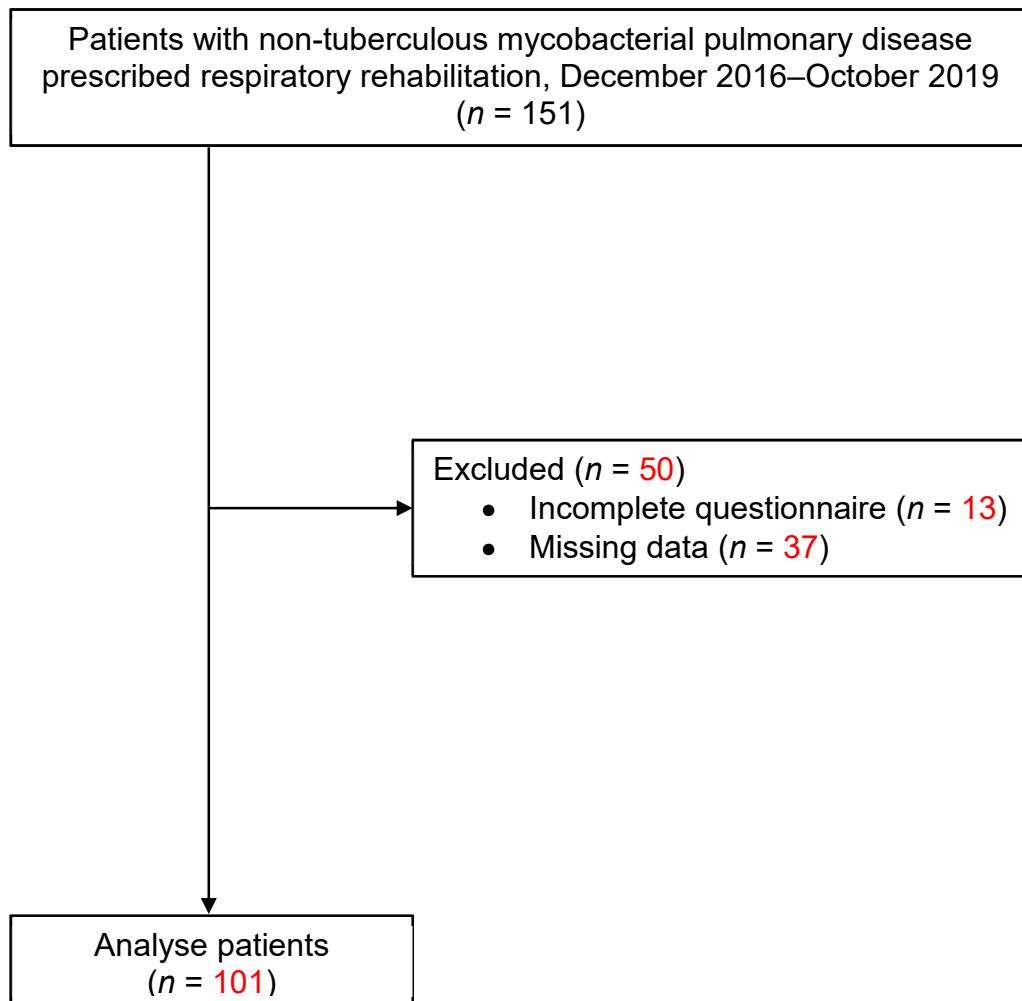 Patients with non-tuberculous mycobacterial pulmonary disease
prescribed respiratory rehabilitation, December 2016–October 2019
(n = 151)
Excluded (n = 50)
• Incomplete questionnaire (n = 13)
• Missing data (n = 37)
Analyse patients
(n = 101)